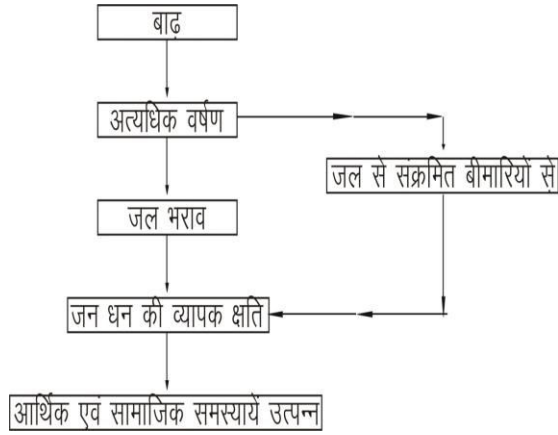 बाढ़
अत्यधिक वर्षण
जल से संक्रमित बीमारियों से
जल भराव
जन धन की व्यापक क्षति
आर्थिक एवं सामाजिक समस्यायें उत्पन्न